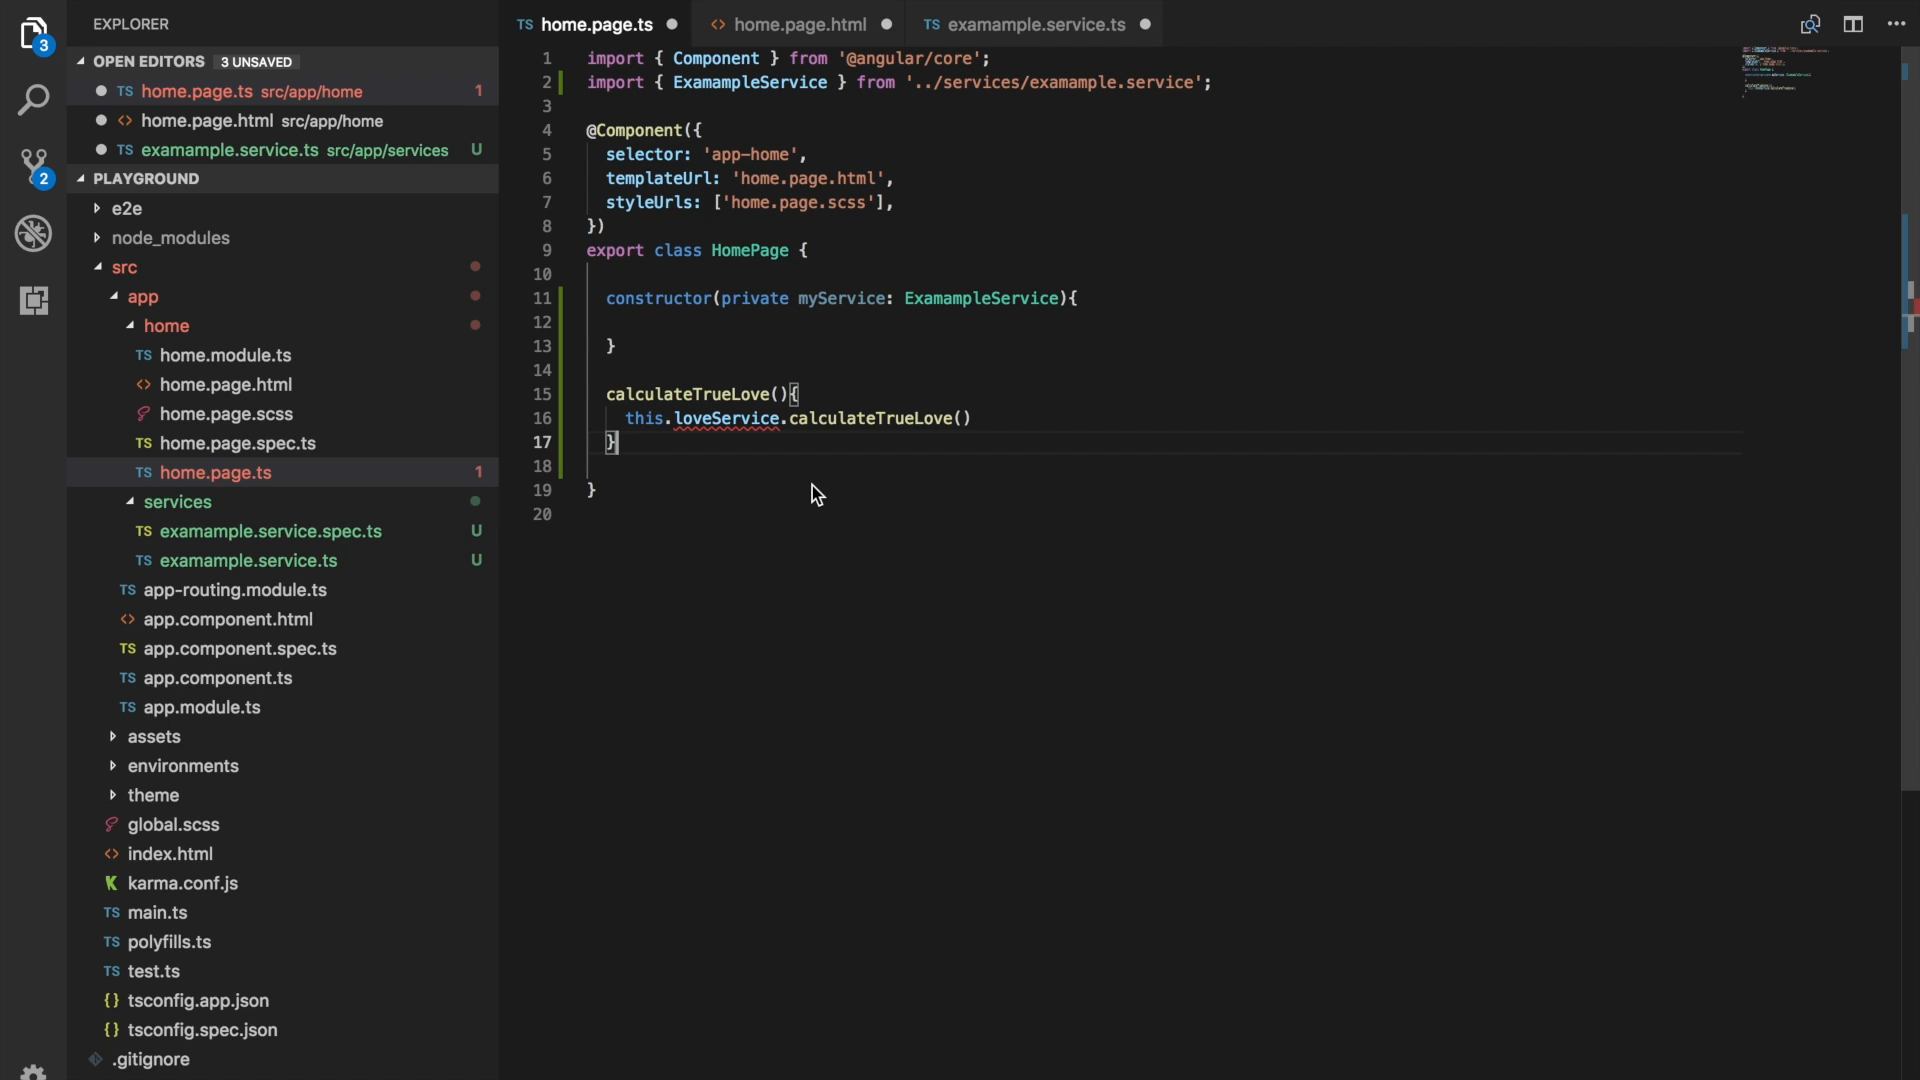 EXPLORER
OPEN EDITORS 3 UNSAVED
TS home.page.ts src/app/home 1
<> home.page.html src/app/home
TS examample.service.ts src/app/services U
PLAYGROUND
e2e
node_modules
src
app
home
TS home.module.ts
<> home.page.html
home.page.scss
TS home.page.spec.ts
TS home.page.ts 1
services
TS examample.service.spec.ts U
TS examample.service.ts U
TS app-routing.module.ts
<> app.component.html
TS app.component.spec.ts
TS app.component.ts
TS app.module.ts
assets
environments
theme
global.scss
<> index.html
K karma.conf.js
TS main.ts
TS polyfills.ts
TS test.ts
{} tsconfig.app.json
{} tsconfig.spec.json
.gitignore
3
2
TS home.page.ts <> home.page.html TS examample.service.ts
1 import { Component } from '@angular/core';
2 import { ExamampleService } from '../services/examample.service';
3
4 @Component({
5 selector: 'app-home',
6 templateUrl: 'home.page.html',
7 styleUrls: ['home.page.scss'],
8 })
9 export class HomePage {
10
11 constructor(private myService: ExamampleService){
12
13 }
14
15 calculateTrueLove(){
16 this.loveService.calculateTrueLove()
17 }
18
19 }
20